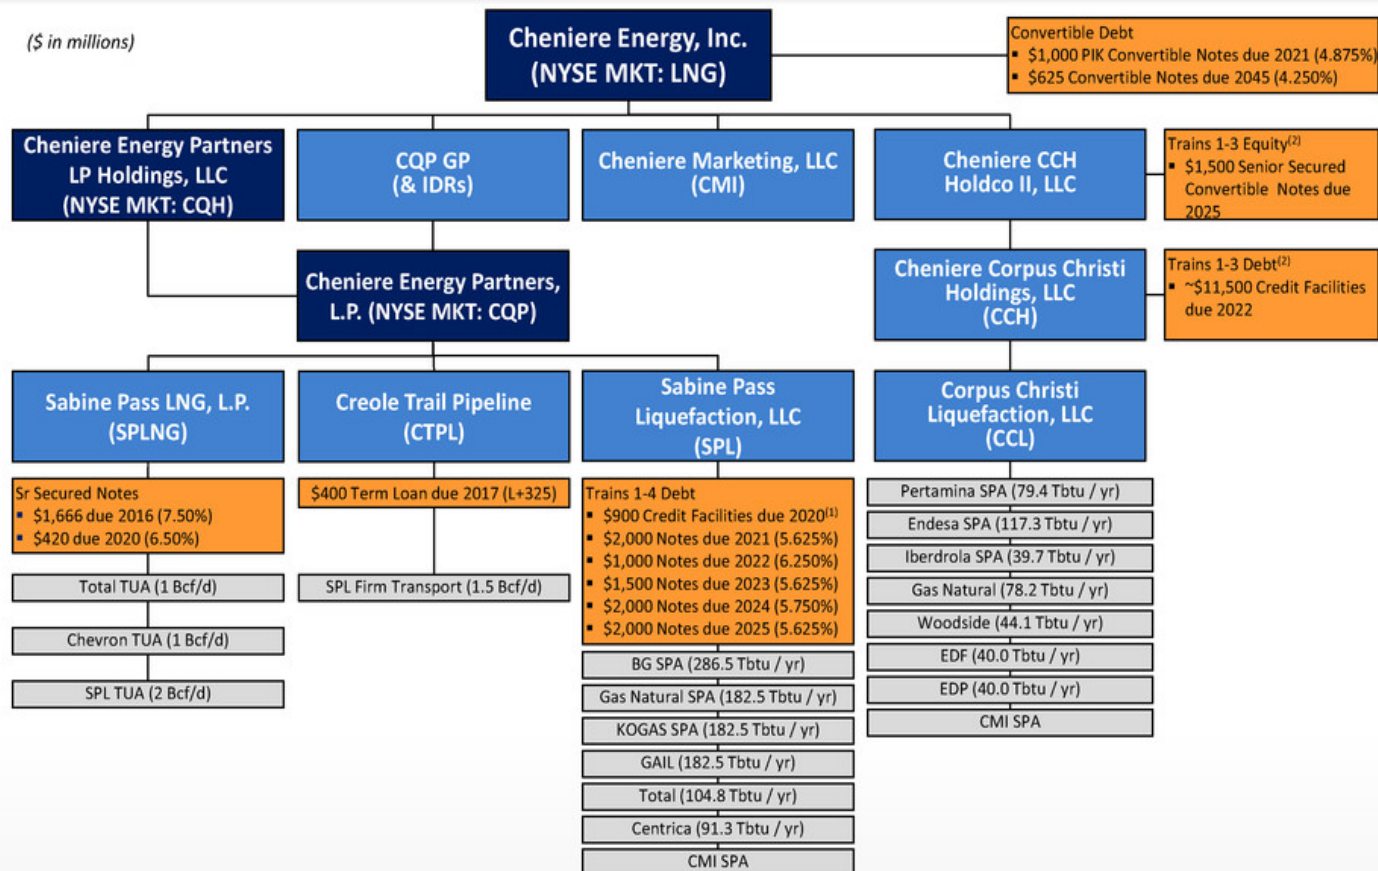 ($ in millions)
Cheniere Energy, Inc.
(NYSE MKT: LNG)
Convertible Debt
▪ $1,000 PIK Convertible Notes due 2021 (4.875%)
▪ $625 Convertible Notes due 2045 (4.250%)
Cheniere Energy Partners
LP Holdings, LLC
(NYSE MKT: CQH)
CQP GP
(& IDRs)
Cheniere Marketing, LLC
(CMI)
Cheniere CCH
Holdco II, LLC
Trains 1-3 Equity(2)
▪ $1,500 Senior Secured
Convertible Notes due
2025
Cheniere Energy Partners,
L.P. (NYSE MKT: CQP)
Cheniere Corpus Christi
Holdings, LLC
(CCH)
Trains 1-3 Debt(2)
▪ ~$11,500 Credit Facilities
due 2022
Sabine Pass LNG, L.P.
(SPLNG)
Creole Trail Pipeline
(CTPL)
Sabine Pass
Liquefaction, LLC
(SPL)
Corpus Christi
Liquefaction, LLC
(CCL)
Sr Secured Notes
▪ $1,666 due 2016 (7.50%)
▪ $420 due 2020 (6.50%)
Total TUA (1 Bcf/d)
Chevron TUA (1 Bcf/d)
SPL TUA (2 Bcf/d)
$400 Term Loan due 2017 (L+325)
SPL Firm Transport (1.5 Bcf/d)
Trains 1-4 Debt
▪ $900 Credit Facilities due 2020(1)
▪ $2,000 Notes due 2021 (5.625%)
▪ $1,000 Notes due 2022 (6.250%)
▪ $1,500 Notes due 2023 (5.625%)
▪ $2,000 Notes due 2024 (5.750%)
▪ $2,000 Notes due 2025 (5.625%)
BG SPA (286.5 Tbtu / yr)
Gas Natural SPA (182.5 Tbtu / yr)
KOGAS SPA (182.5 Tbtu / yr)
GAIL (182.5 Tbtu / yr)
Total (104.8 Tbtu / yr)
Centrica (91.3 Tbtu / yr)
CMI SPA
Pertamina SPA (79.4 Tbtu / yr)
Endesa SPA (117.3 Tbtu / yr)
Iberdrola SPA (39.7 Tbtu / yr)
Gas Natural (78.2 Tbtu / yr)
Woodside (44.1 Tbtu / yr)
EDF (40.0 Tbtu / yr)
EDP (40.0 Tbtu / yr)
CMI SPA